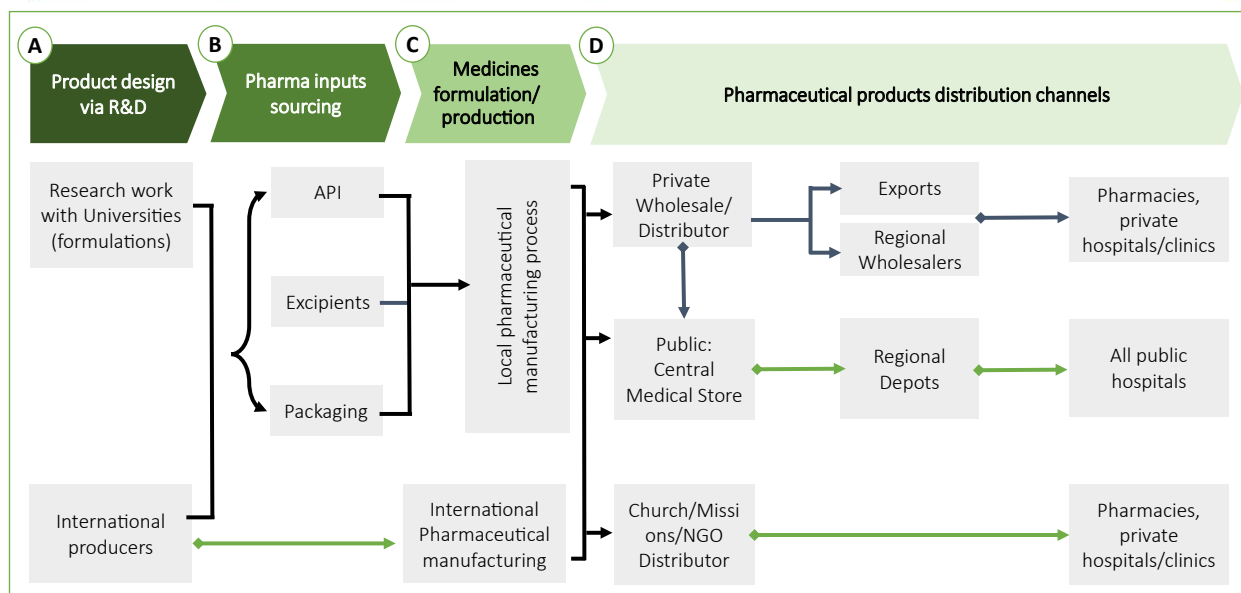 A
Product design
via R&D
B
Pharma inputs
sourcing
C
Medicines
formulation/
production
D
Pharmaceutical products distribution channels
Research work
with Universities
(formulations)
International
producers
API
Excipients
Packaging
Local pharmaceutical
manufacturing process
International
Pharmaceutical
manufacturing
Private
Wholesale/
Distributor
Exports
Regional
Wholesalers
Pharmacies,
private
hospitals/clinics
Public:
Central
Medical Store
Regional
Depots
All public
hospitals
Church/Missi
ons/NGO
Distributor
Pharmacies,
private
hospitals/clinics